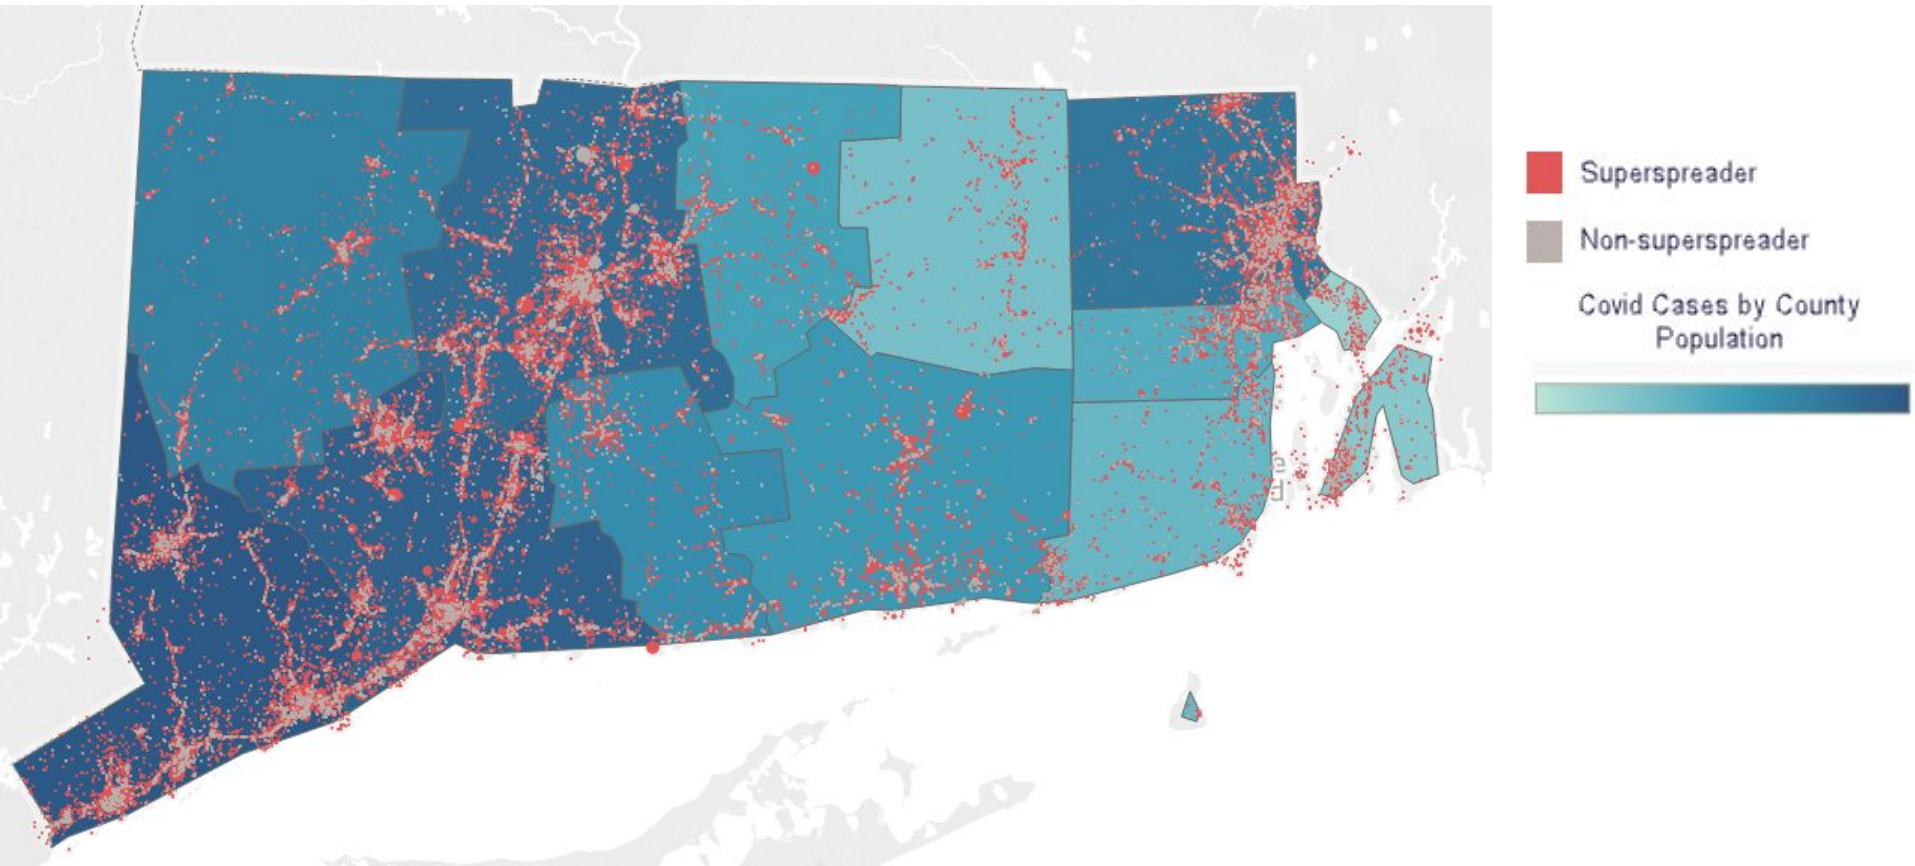 Superspreader
Non-superspreader
Covid Cases by County
Population
e
d